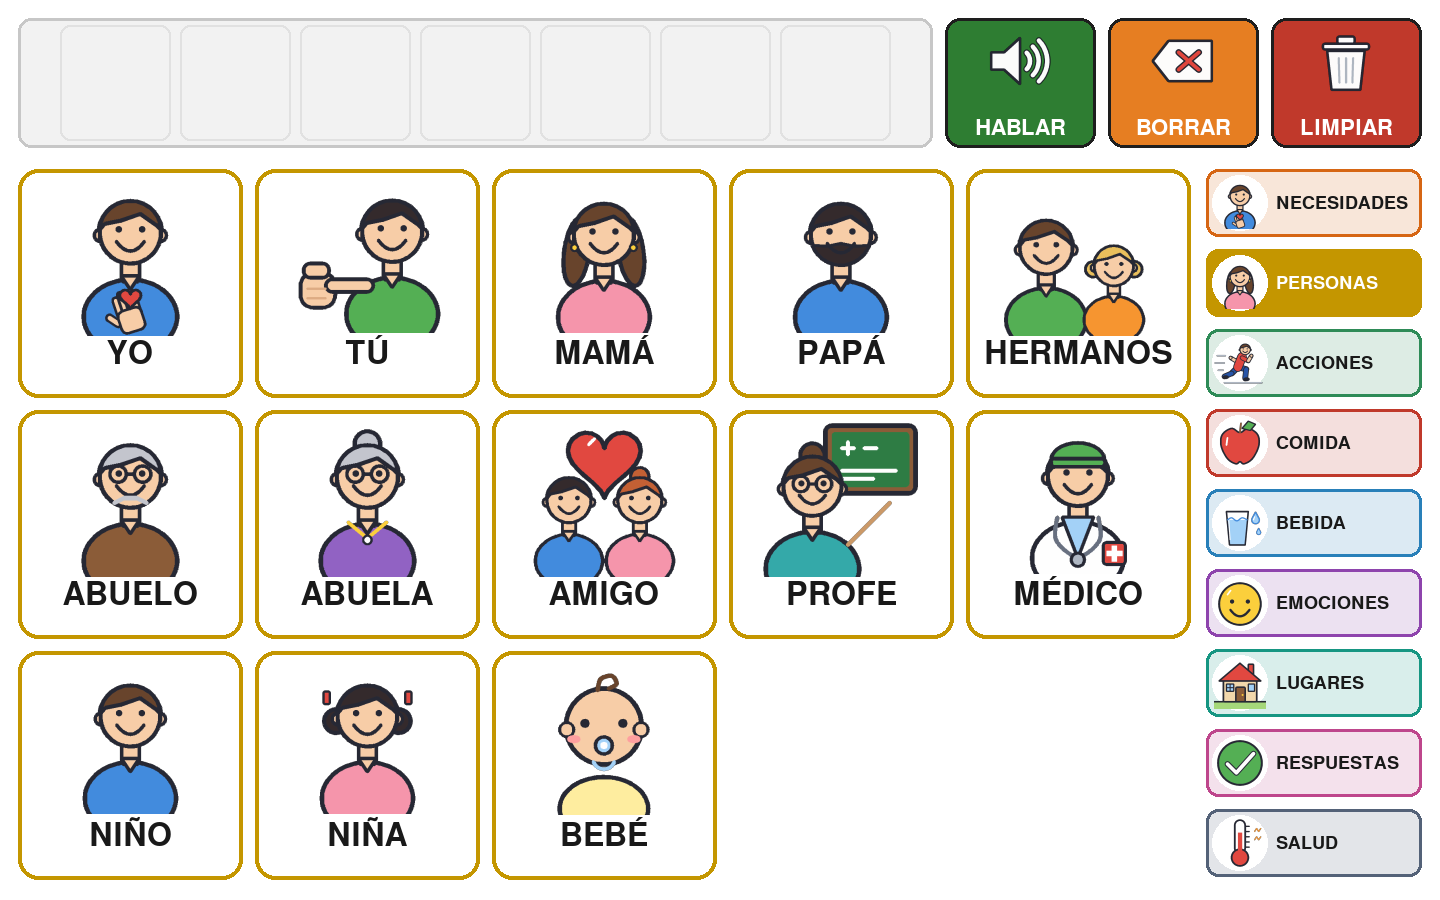 HABLAR
BORRAR
LIMPIAR
YO
TÚ
MAMÁ
PAPÁ
HERMANOS
ABUELO
ABUELA
AMIGO
PROFE
MÉDICO
NIÑO
NIÑA
BEBÉ
NECESIDADES
PERSONAS
ACCIONES
COMIDA
BEBIDA
EMOCIONES
LUGARES
RESPUESTAS
SALUD